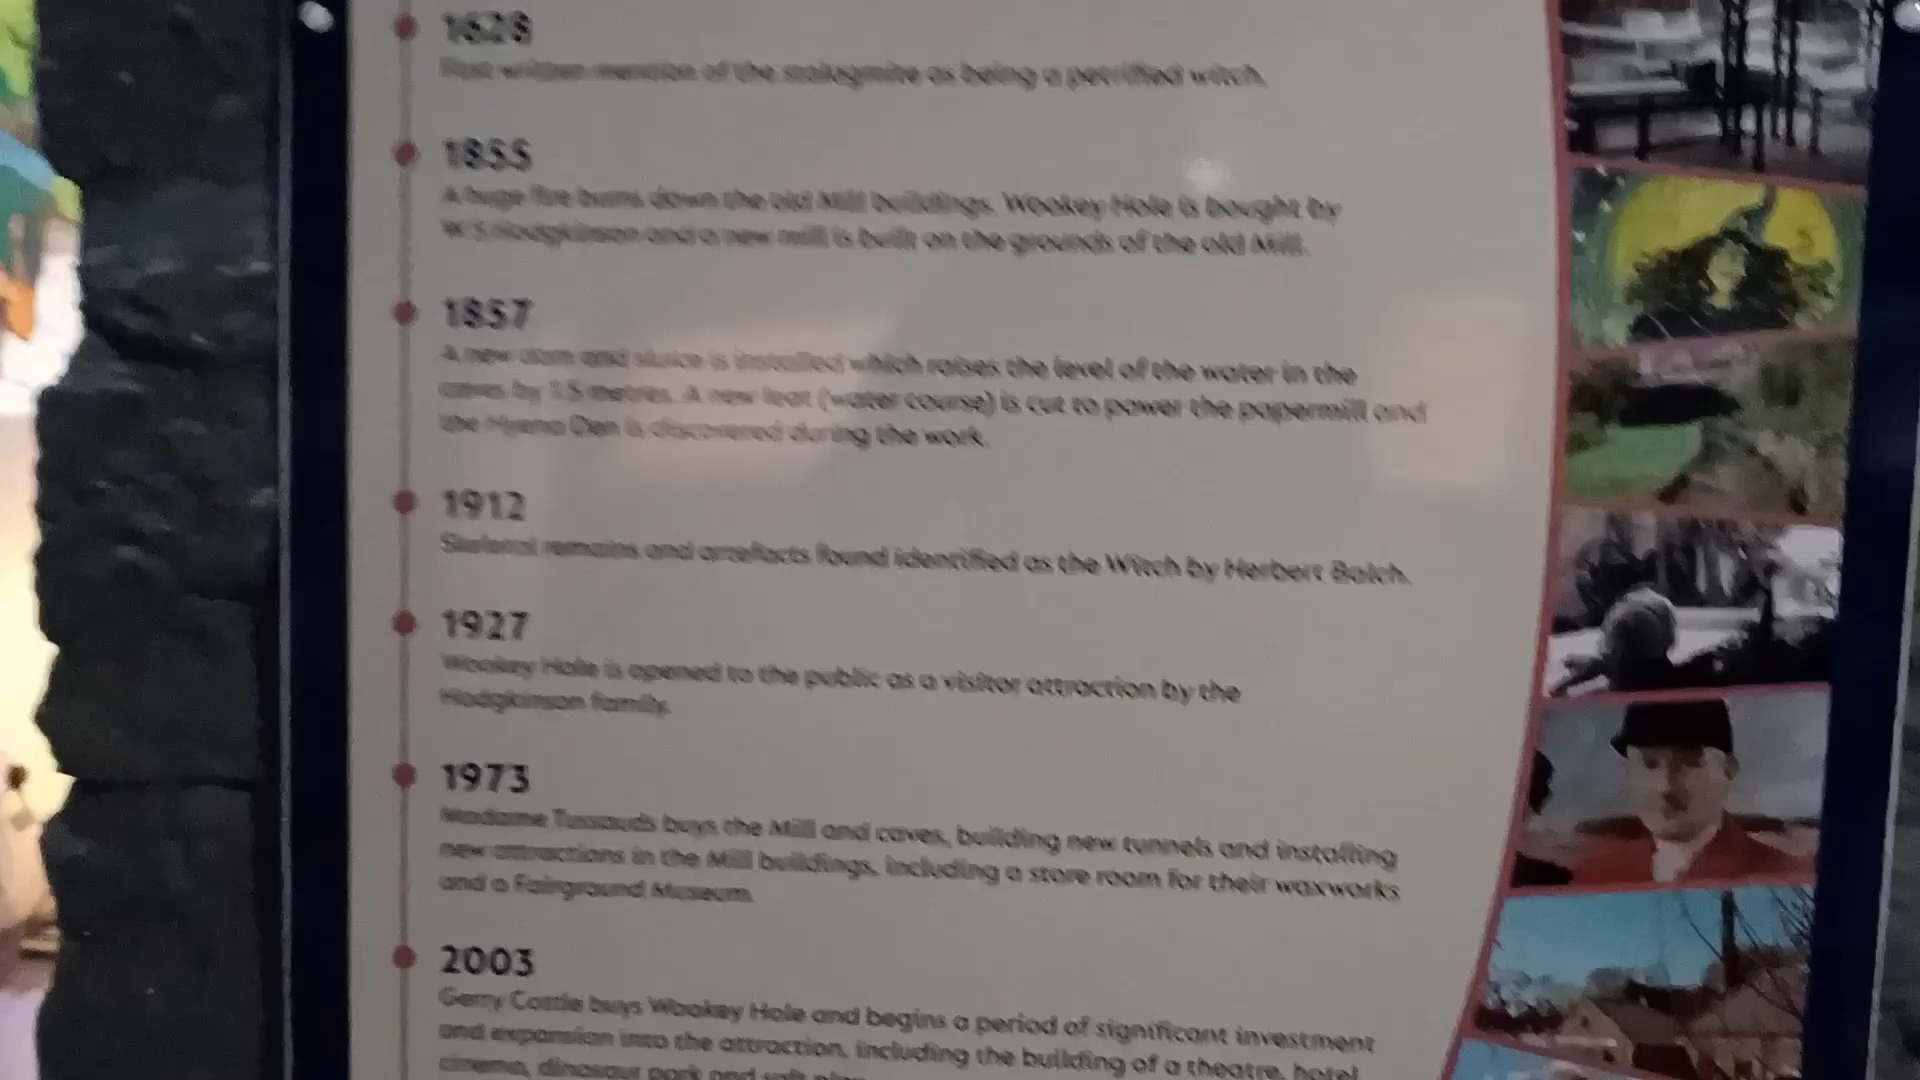 1628
First written mention of the stalagmite as being a petrified witch.
1855
A huge fire burns down the old Mill buildings. Wookey Hole is bought by
W S Hodgkinson and a new mill is built on the grounds of the old Mill.
1857
A new dam and sluice is installed which raises the level of the water in the
caves by 1.5 metres. A new leat (water course) is cut to power the papermill and
the Hyena Den is discovered during the work.
1912
Skeletal remains and artefacts found identified as the Witch by Herbert Balch.
1927
Wookey Hole is opened to the public as a visitor attraction by the
Hodgkinson family.
1973
Madame Tussauds buys the Mill and caves, building new tunnels and installing
new attractions in the Mill buildings, including a store room for their waxworks
and a Fairground Museum.
2003
Gerry Cottle buys Wookey Hole and begins a period of significant investment
and expansion into the attraction, including the building of a theatre, hotel,
cinema, dinosaur park and soft play